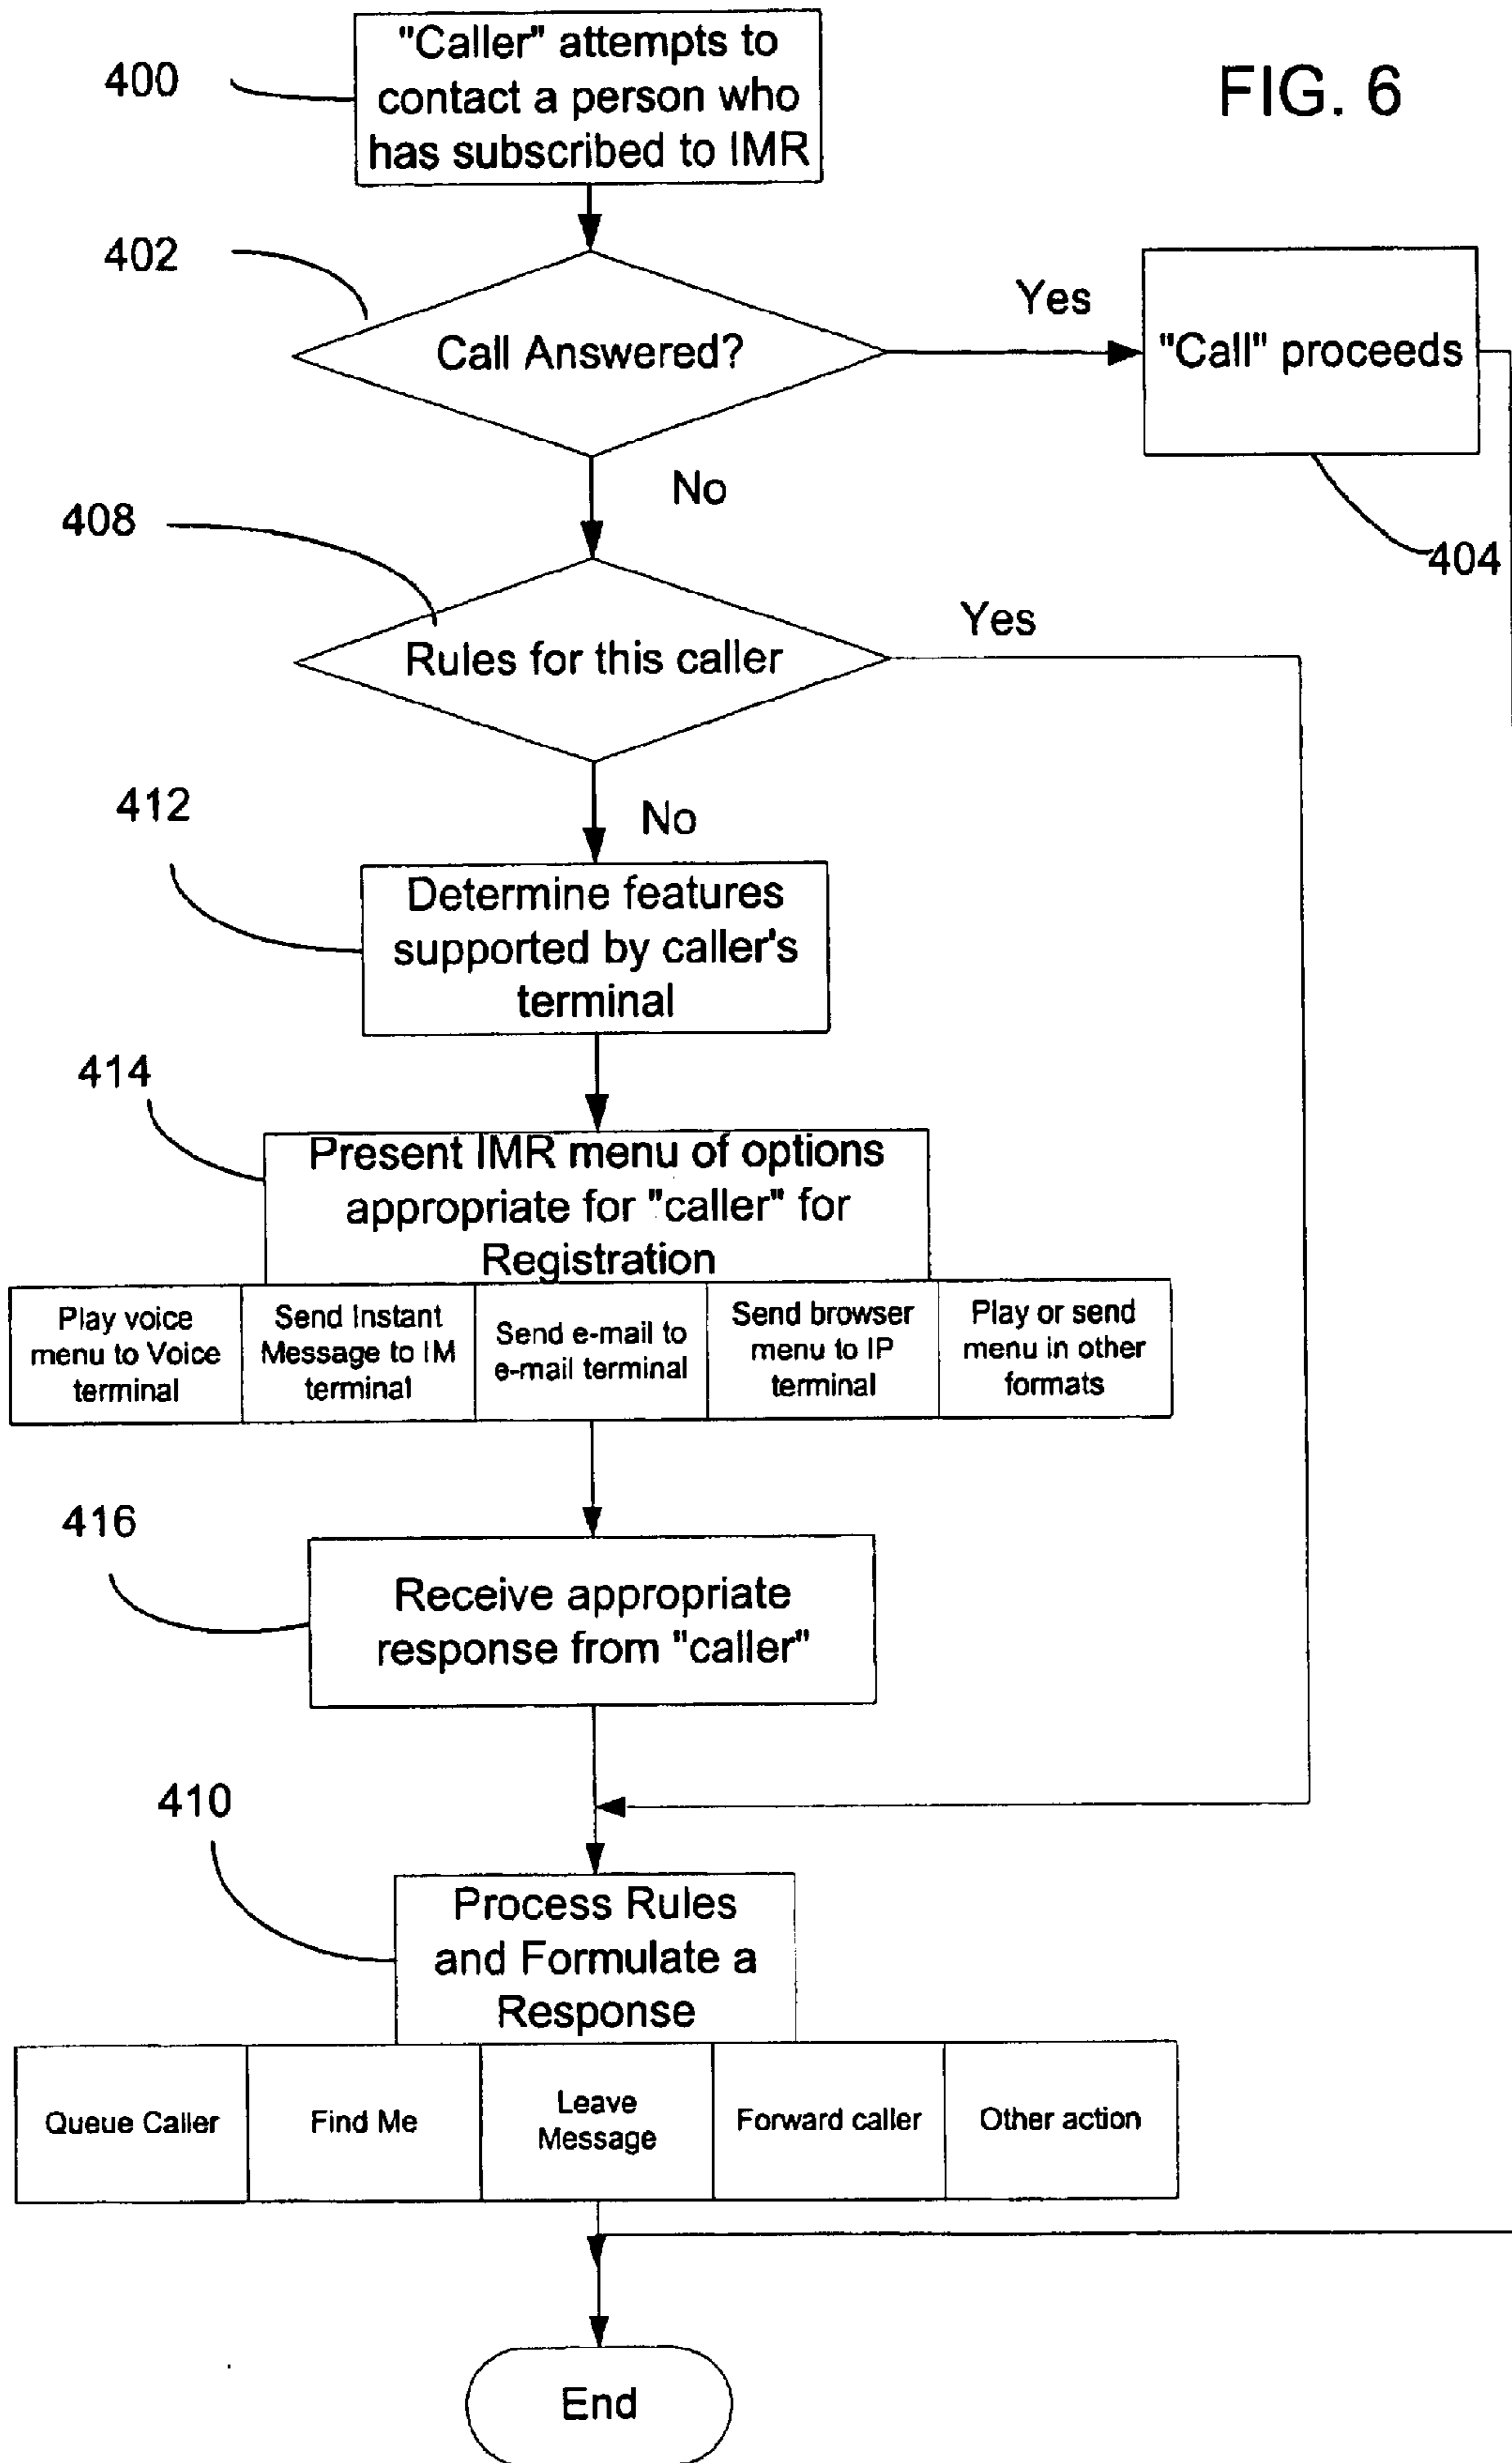 FIG. 6
400
"Caller" attempts to
contact a person who
has subscribed to IMR
402
Call Answered?
Yes
"Call" proceeds
404
No
408
Rules for this caller
Yes
No
412
Determine features
supported by caller's
terminal
414
Present IMR menu of options
appropriate for "caller" for
Registration
Play voice
menu to Voice
terminal
Send Instant
Message to IM
terminal
Send e-mail to
e-mail terminal
Send browser
menu to IP
terminal
Play or send
menu in other
formats
416
Receive appropriate
response from "caller"
410
Process Rules
and Formulate a
Response
Queue Caller
Find Me
Leave
Message
Forward caller
Other action
End